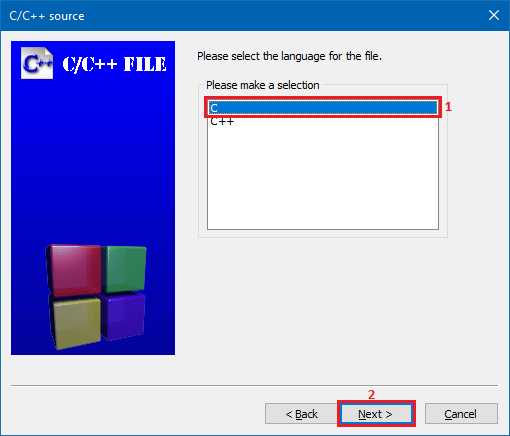 C/C++ source
C++
C/C++ FILE
Please select the language for the file.
Please make a selection
C
1
C++
2
< Back
Next >
Cancel